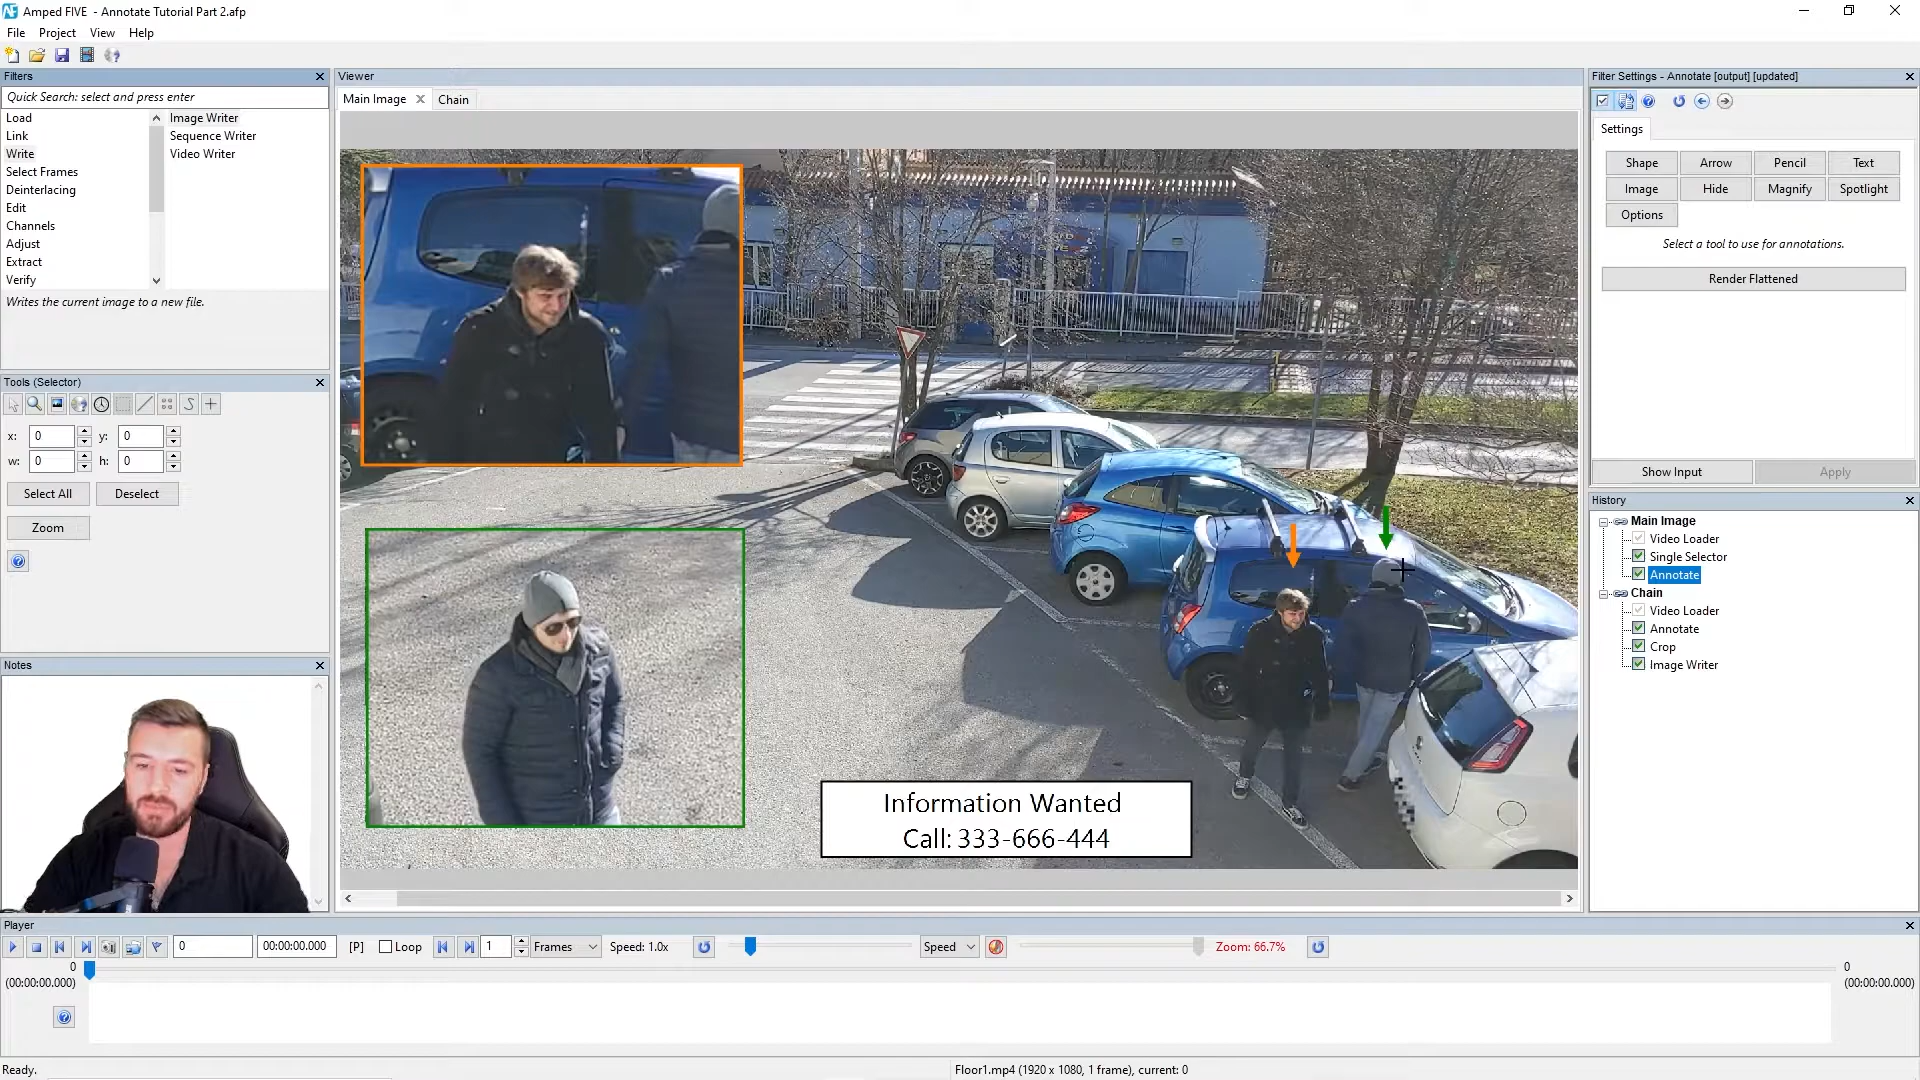 Amped FIVE - Annotate Tutorial Part 2.afp
File Project View Help
Filters
Quick Search: select and press enter
Load
Link
Write
Select Frames
Deinterlacing
Edit
Channels
Adjust
Extract
Verify
Image Writer
Sequence Writer
Video Writer
Writes the current image to a new file.
Tools (Selector)
x: 0 y: 0
w: 0 h: 0
Select All Deselect
Zoom
Notes
Viewer
Main Image Chain
Information Wanted
Call: 333-666-444
Filter Settings - Annotate [output] [updated]
Settings
Shape Arrow Pencil Text
Image Hide Magnify Spotlight
Options
Select a tool to use for annotations.
Render Flattened
Show Input Apply
History
Main Image
Video Loader
Single Selector
Annotate
Chain
Video Loader
Annotate
Crop
Image Writer
Player
0 00:00:00.000 [P] Loop 1 Frames Speed: 1.0x Speed Zoom: 66.7%
0
(00:00:00.000)
0
(00:00:00.000)
Ready.
Floor1.mp4 (1920 x 1080, 1 frame), current: 0